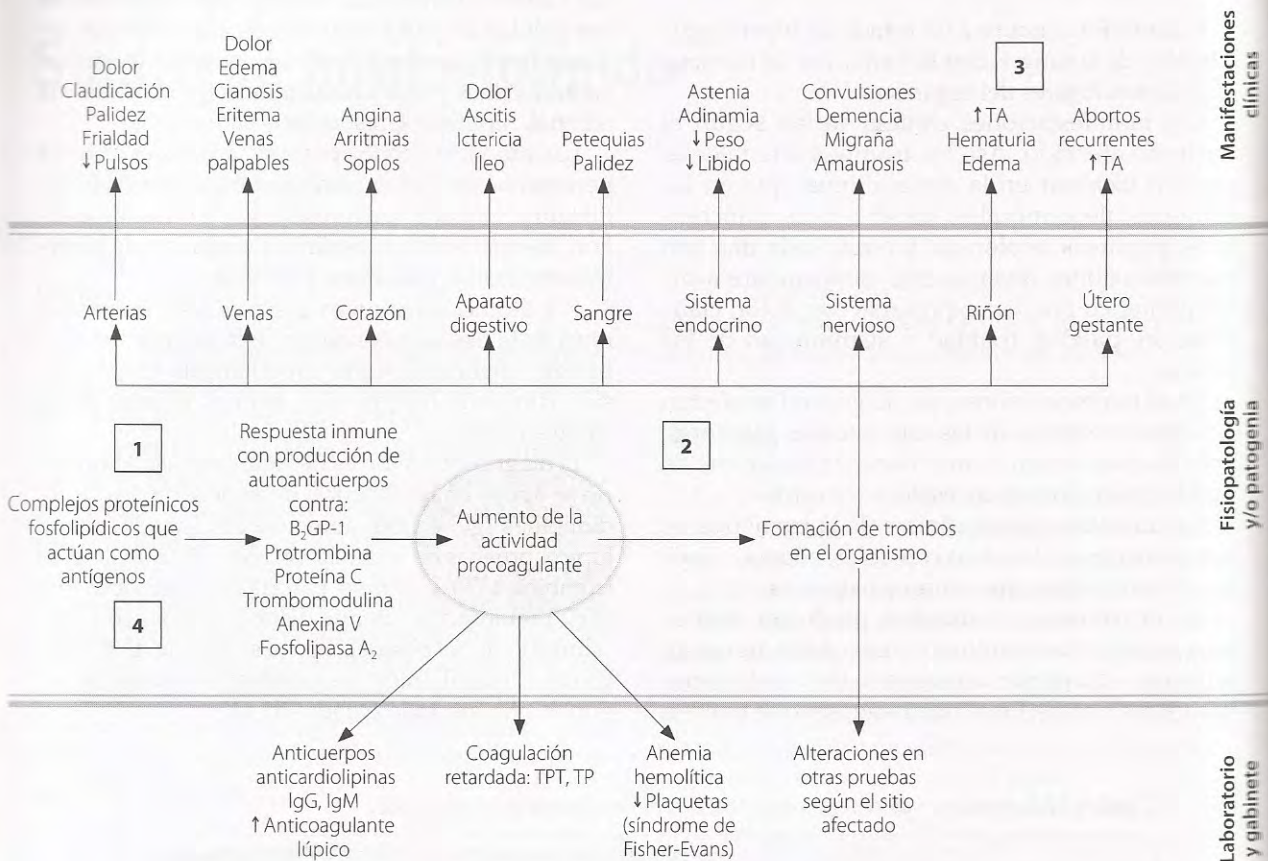 Manifestaciones
clínicas
3
Dolor
Claudicación
Palidez
Frialdad
↓Pulsos
Dolor
Edema
Cianosis
Eritema
Venas
palpables
Angina
Arritmias
Soplos
Dolor
Ascitis
Ictericia
Íleo
Petequias
Palidez
Astenia
Adinamia
↓Peso
↓Libido
Convulsiones
Demencia
Migraña
Amnesia
↑TA
Hematuria
Edema
Abortos
recurrentes
↑TA
Arterias
Venas
Corazón
Aparato
digestivo
Sangre
Sistema
endocrino
Sistema
nervioso
Riñón
Útero
gestante
Fisiopatología
y/o patogenia
1
Complejos proteínicos
fosfolipídicos que
actúan como
antígenos
4
Respuesta inmune
con producción de
autoanticuerpos
contra:
B₂GP-1
Protrombina
Proteína C
Trombomodulina
Anexina V
Fosfolipasa A₂
Aumento de la
actividad
procoagulante
2
Formación de trombos
en el organismo
Laboratorio
y gabinete
Anticuerpos
anticardiolipinas
IgG, IgM
↑Anticoagulante
lúpico
Coagulación
retardada: TPT, TP
Anemia
hemolítica
↓Plaquetas
(síndrome de
Fisher-Evans)
Alteraciones en
otras pruebas
según el sitio
afectado